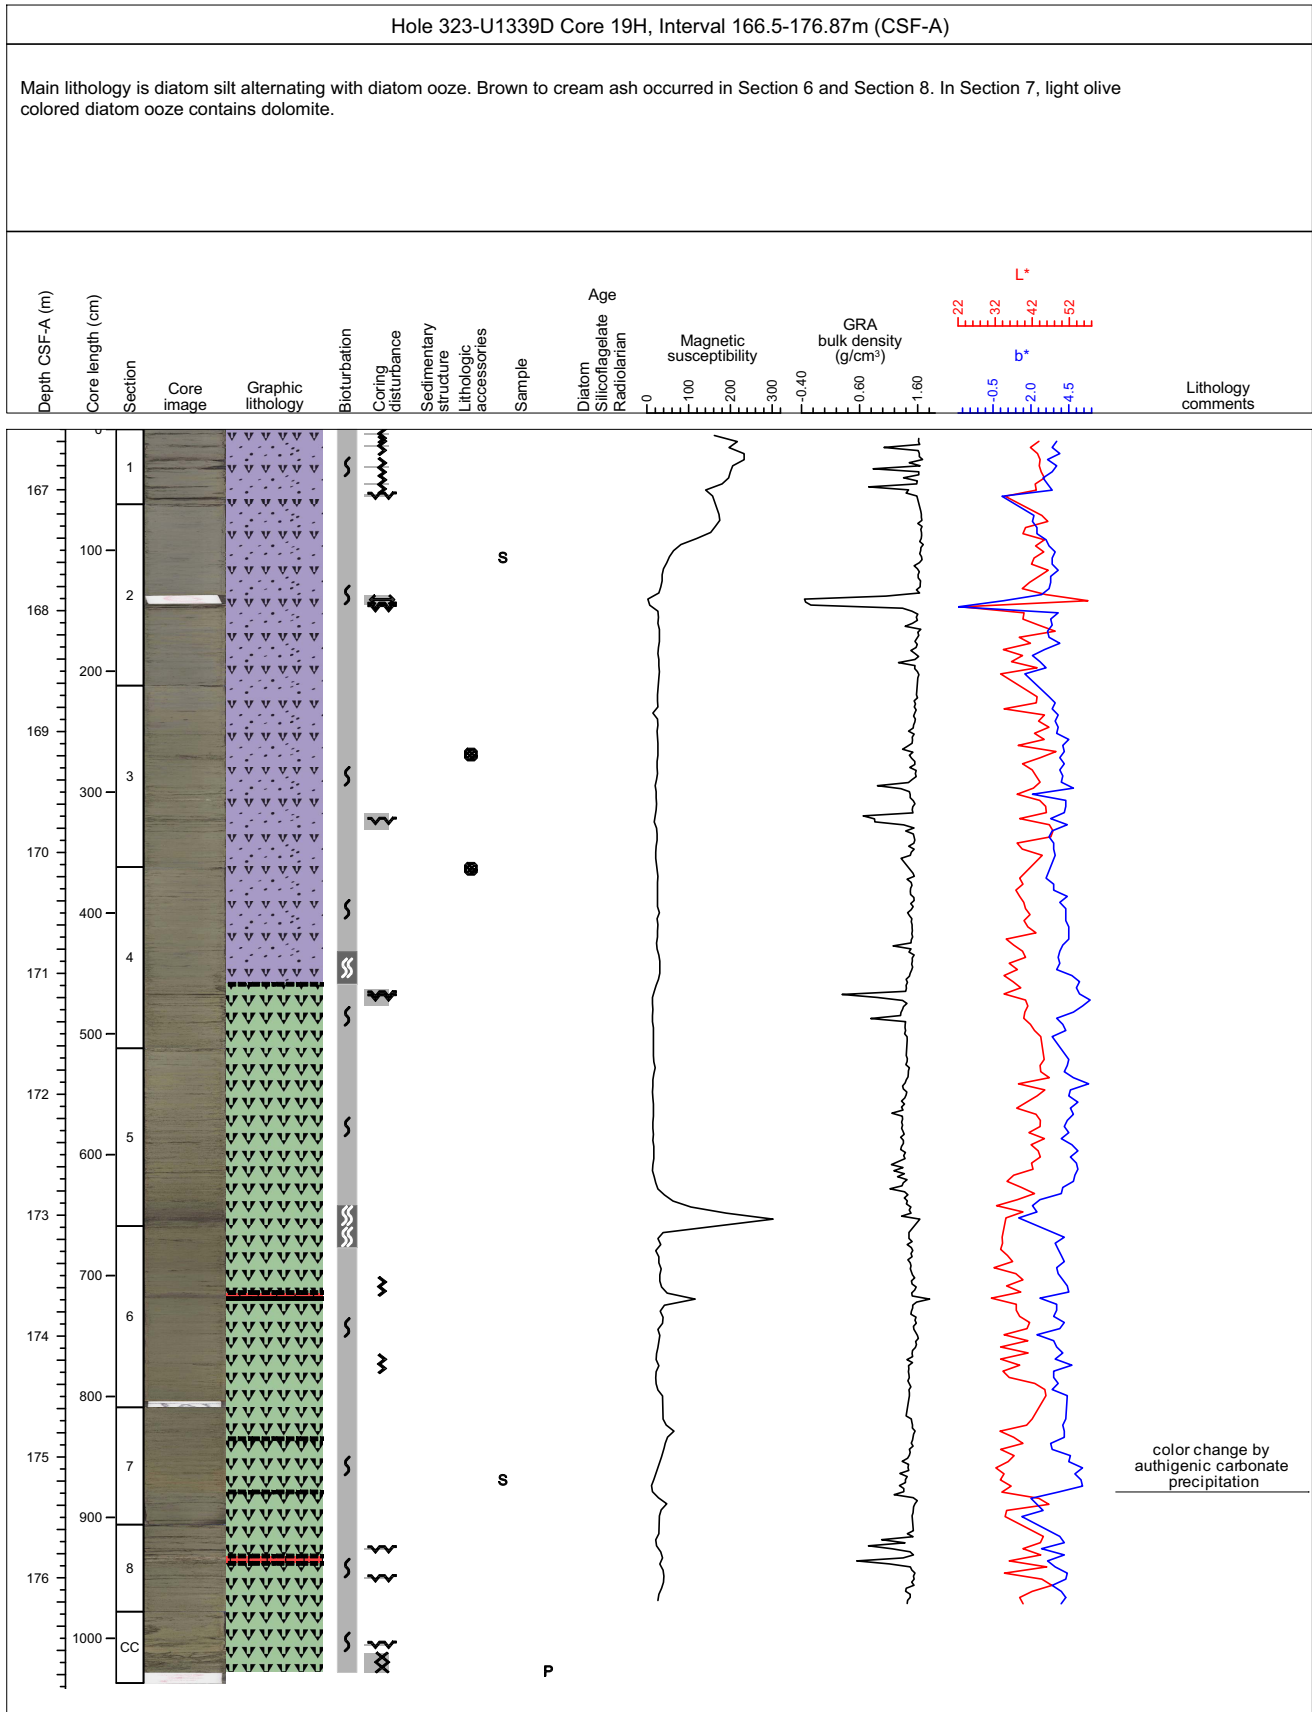 Hole 323-U1339D Core 19H, Interval 166.5-176.87m (CSF-A)
Main lithology is diatom silt alternating with diatom ooze. Brown to cream ash occurred in Section 6 and Section 8. In Section 7, light olive
colored diatom ooze contains dolomite.
Depth CSF-A (m)
Core length (cm)
Section
Core
image
Graphic
lithology
Bioturbation
Coring
disturbance
Sedimentary
structure
Lithologic
accessories
Sample
Age
Diatom
Silicoflagelate
Radiolarian
Magnetic
susceptibility
0 100 200 300
GRA
bulk density
(g/cm³)
-0.40 0.60 1.60
L*
22 32 42 52
b*
-0.5 2.0 4.5
Lithology
comments
0
1
167
100
S
2
168
200
169
3
300
170
400
4
171
500
172
5
600
173
700
6
174
800
175
7
color change by
authigenic carbonate
precipitation
S
900
8
176
1000
CC
P